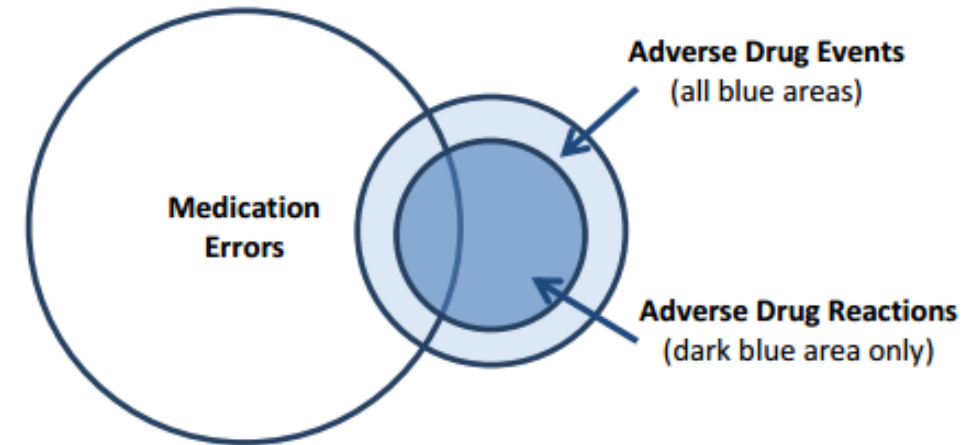 Adverse Drug Events
(all blue areas)
Medication
Errors
Adverse Drug Reactions
(dark blue area only)